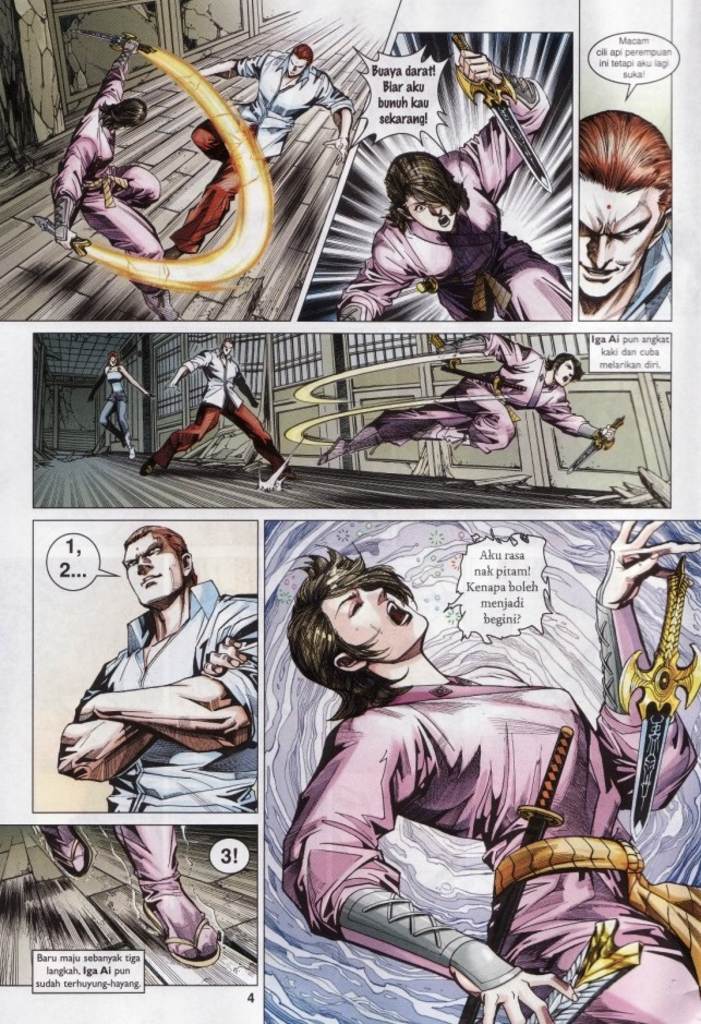 Buaya darat!
Biar aku
bunuh kau
sekarang!
Macam
cili api perempuan
ini tetapi aku lagi
suka!
Iga Ai pun angkat
kaki dan cuba
melarikan diri.
1,
2...
Aku rasa
nak pitam!
Kenapa boleh
menjadi
begini?
3!
Baru maju sebanyak tiga
langkah, Iga Ai pun
sudah terhuyung-hayang.
4